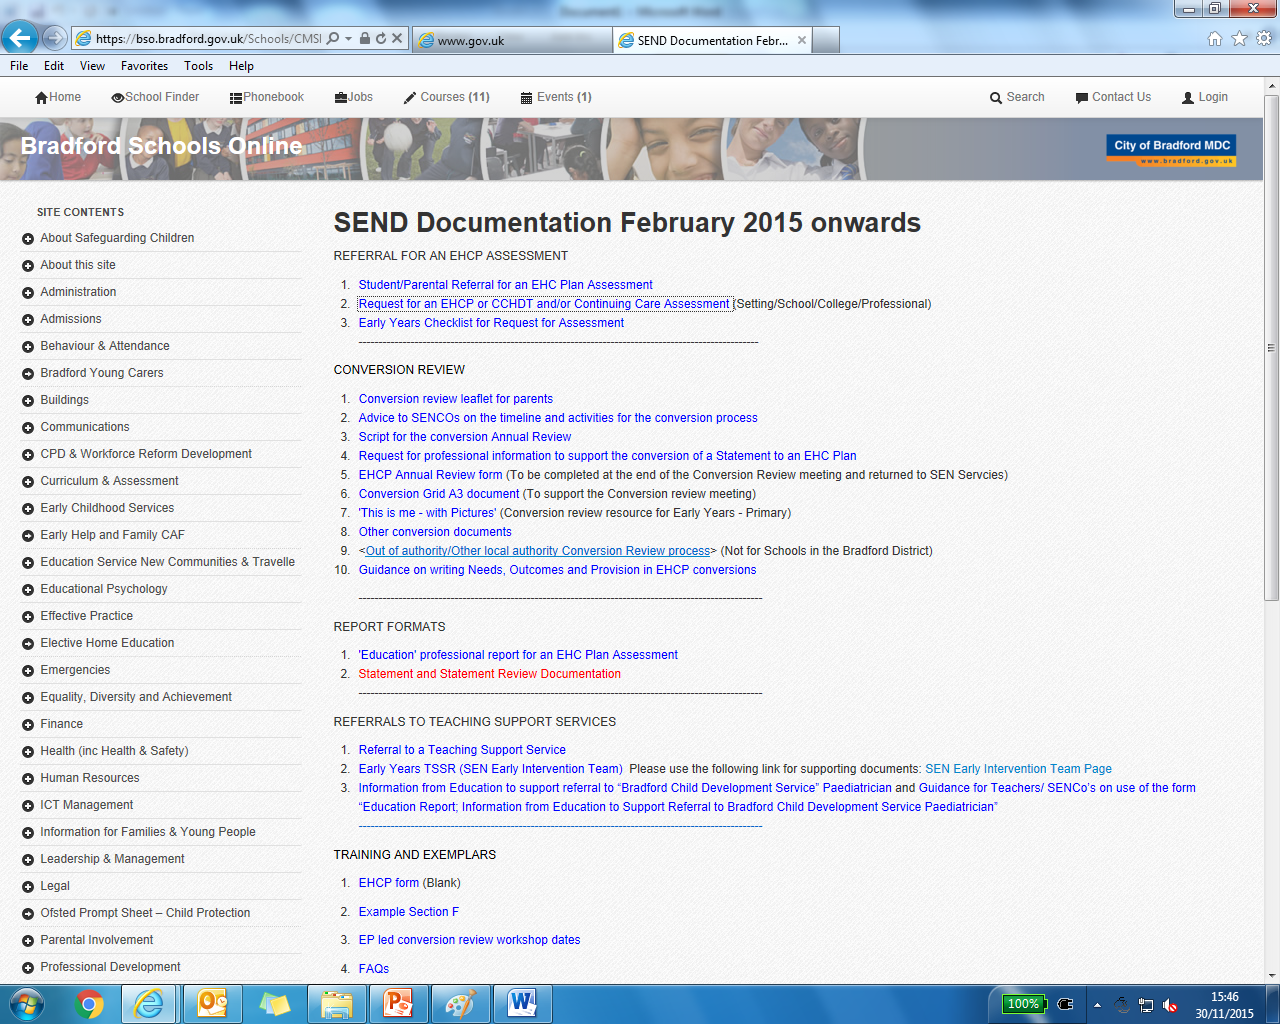 https://bso.bradford.gov.uk/Schools/CMSI
www.gov.uk
SEND Documentation Febr...
File Edit View Favorites Tools Help
Home School Finder Phonebook Jobs Courses (11) Events (1) Search Contact Us Login
Bradford Schools Online
City of Bradford MDC
www.bradford.gov.uk
SITE CONTENTS
About Safeguarding Children
About this site
Administration
Admissions
Behaviour & Attendance
Bradford Young Carers
Buildings
Communications
CPD & Workforce Reform Development
Curriculum & Assessment
Early Childhood Services
Early Help and Family CAF
Education Service New Communities & Travelle
Educational Psychology
Effective Practice
Elective Home Education
Emergencies
Equality, Diversity and Achievement
Finance
Health (inc Health & Safety)
Human Resources
ICT Management
Information for Families & Young People
Leadership & Management
Legal
Ofsted Prompt Sheet – Child Protection
Parental Involvement
Professional Development
SEND Documentation February 2015 onwards
REFERRAL FOR AN EHCP ASSESSMENT
1. Student/Parental Referral for an EHC Plan Assessment
2. Request for an EHCP or CCHDT and/or Continuing Care Assessment (Setting/School/College/Professional)
3. Early Years Checklist for Request for Assessment
CONVERSION REVIEW
1. Conversion review leaflet for parents
2. Advice to SENCOs on the timeline and activities for the conversion process
3. Script for the conversion Annual Review
4. Request for professional information to support the conversion of a Statement to an EHC Plan
5. EHCP Annual Review form (To be completed at the end of the Conversion Review meeting and returned to SEN Servcies)
6. Conversion Grid A3 document (To support the Conversion review meeting)
7. 'This is me - with Pictures' (Conversion review resource for Early Years - Primary)
8. Other conversion documents
9. <Out of authority/Other local authority Conversion Review process> (Not for Schools in the Bradford District)
10. Guidance on writing Needs, Outcomes and Provision in EHCP conversions
REPORT FORMATS
1. 'Education' professional report for an EHC Plan Assessment
2. Statement and Statement Review Documentation
REFERRALS TO TEACHING SUPPORT SERVICES
1. Referral to a Teaching Support Service
2. Early Years TSSR (SEN Early Intervention Team) Please use the following link for supporting documents: SEN Early Intervention Team Page
3. Information from Education to support referral to “Bradford Child Development Service” Paediatrician and Guidance for Teachers/ SENCo’s on use of the form
“Education Report; Information from Education to Support Referral to Bradford Child Development Service Paediatrician”
TRAINING AND EXEMPLARS
1. EHCP form (Blank)
2. Example Section F
3. EP led conversion review workshop dates
4. FAQs
100%
15:46
30/11/2015